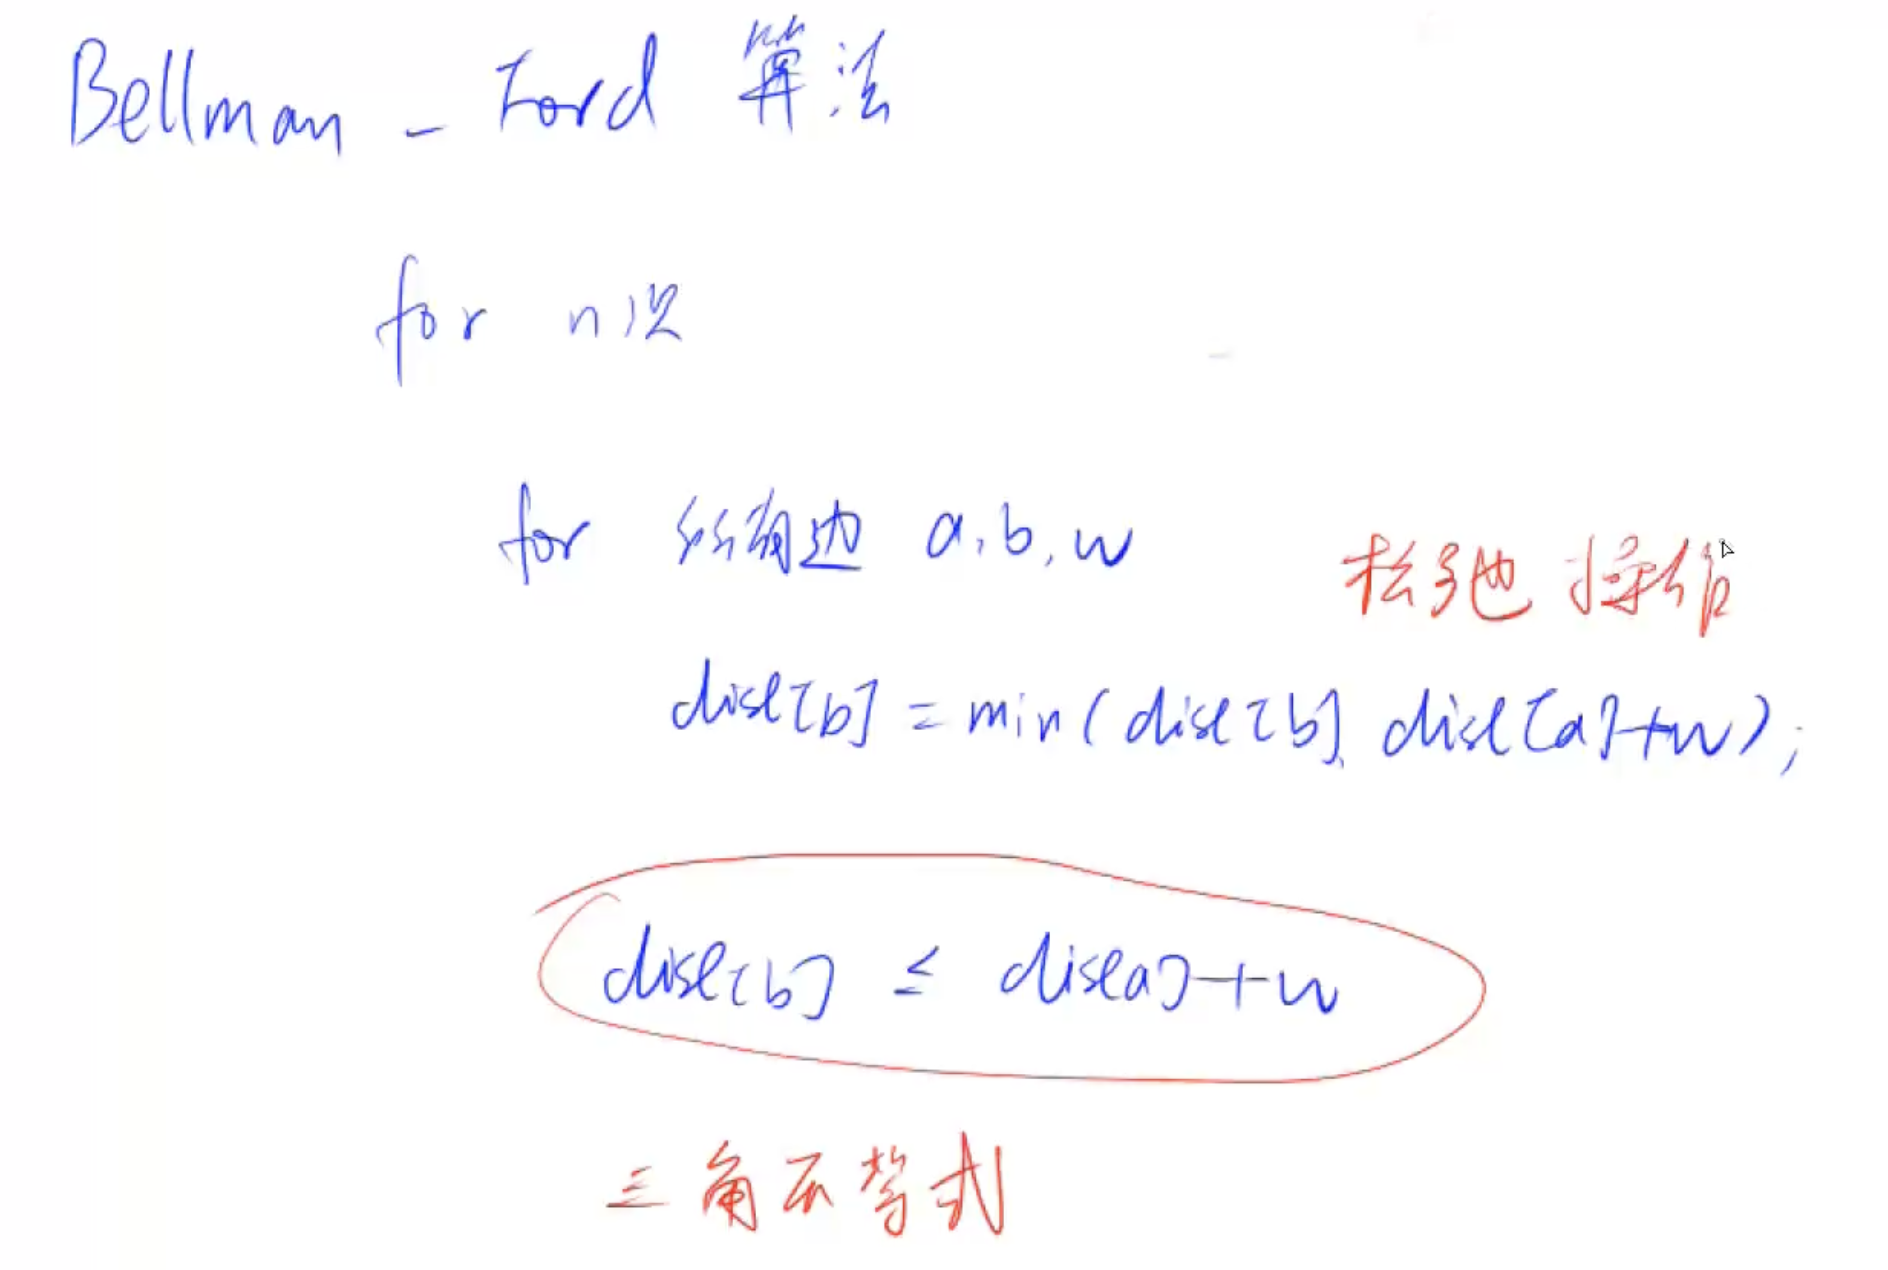 Bellman - Ford 算法
for n次
for 所有边 a,b,w
松弛 操作
dist[b] = min(dist[b], dist[a]+w);
dist[b] ≤ dist[a]+w
三角不等式